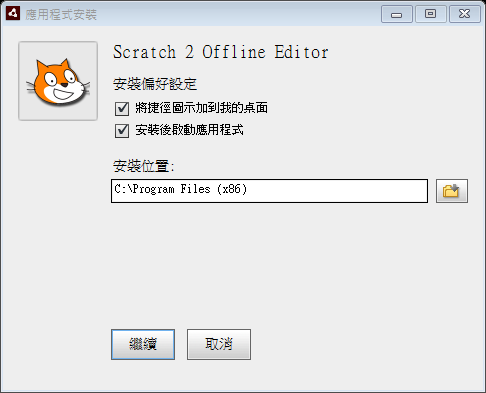 應用程式安裝
Scratch 2 Offline Editor
安裝偏好設定
將捷徑圖示加到我的桌面
安裝後啟動應用程式
安裝位置:
C:\Program Files (x86)
繼續
取消